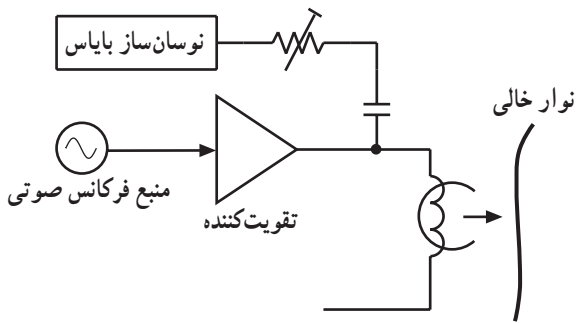 نوسان‌ساز بایاس
نوار خالی
منبع فرکانس صوتی
تقویت‌کننده